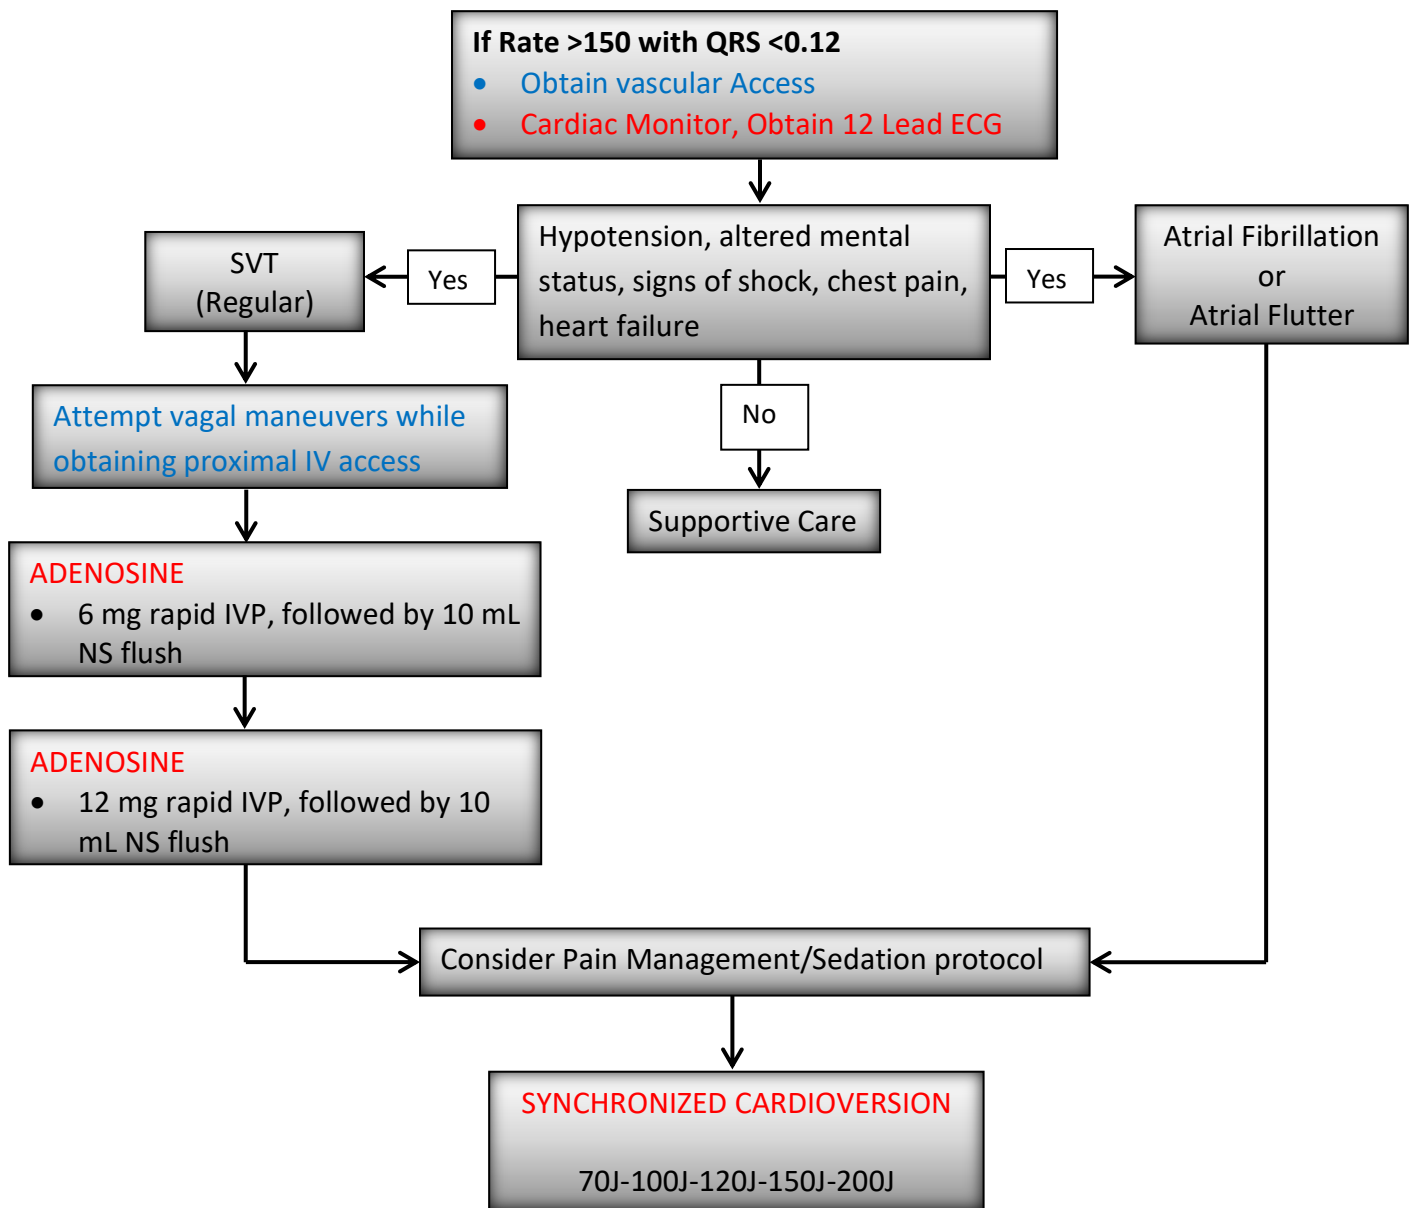 If Rate >150 with QRS <0.12
• Obtain vascular Access
• Cardiac Monitor, Obtain 12 Lead ECG
Hypotension, altered mental
status, signs of shock, chest pain,
heart failure
Yes
SVT
(Regular)
Yes
Atrial Fibrillation
or
Atrial Flutter
No
Supportive Care
Attempt vagal maneuvers while
obtaining proximal IV access
ADENOSINE
• 6 mg rapid IVP, followed by 10 mL
NS flush
ADENOSINE
• 12 mg rapid IVP, followed by 10
mL NS flush
Consider Pain Management/Sedation protocol
SYNCHRONIZED CARDIOVERSION
70J-100J-120J-150J-200J